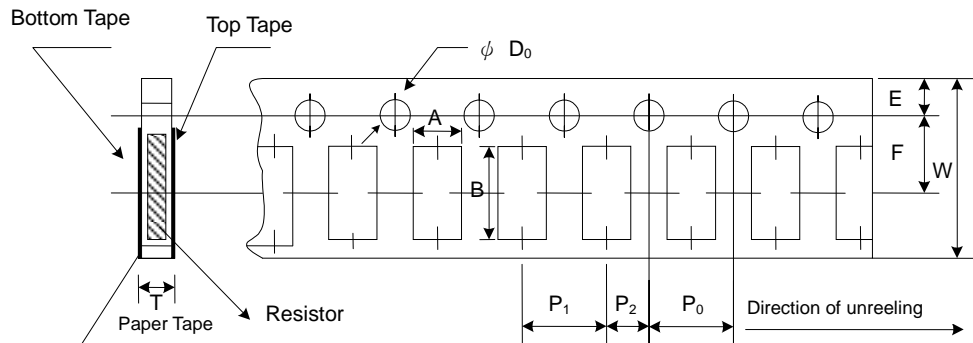 Bottom Tape
Top Tape
φ D₀
E
A
F
W
B
T
P₁
P₂
P₀
Direction of unreeling
Resistor
Paper Tape